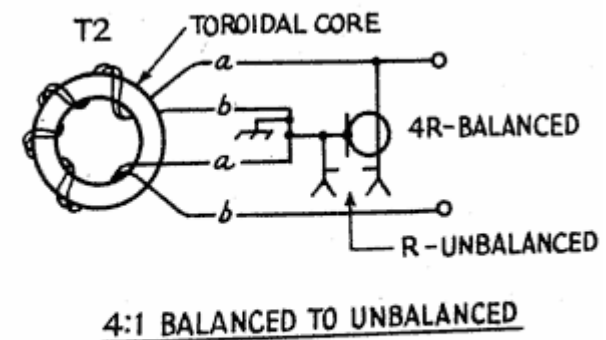 T2
TOROIDAL CORE
a
b
a
b
4R-BALANCED
R-UNBALANCED
4:1 BALANCED TO UNBALANCED